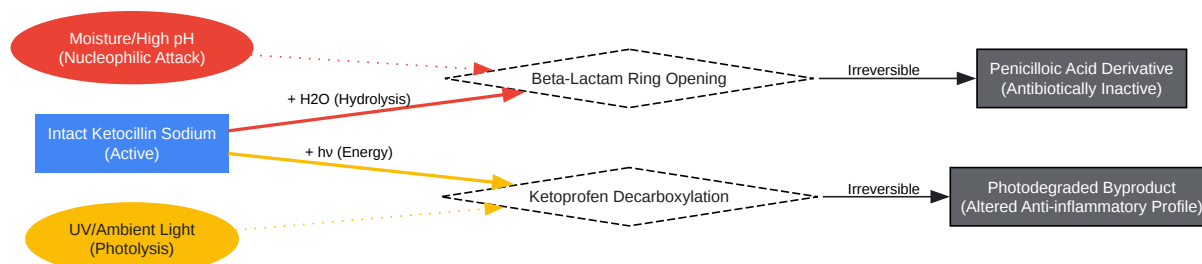 Moisture/High pH
(Nucleophilic Attack)
Beta-Lactam Ring Opening
Irreversible
Penicilloic Acid Derivative
(Antibiotically Inactive)
+ H2O (Hydrolysis)
Intact Ketocillin Sodium
(Active)
+ hν (Energy)
Ketoprofen Decarboxylation
Irreversible
Photodegraded Byproduct
(Altered Anti-inflammatory Profile)
UV/Ambient Light
(Photolysis)